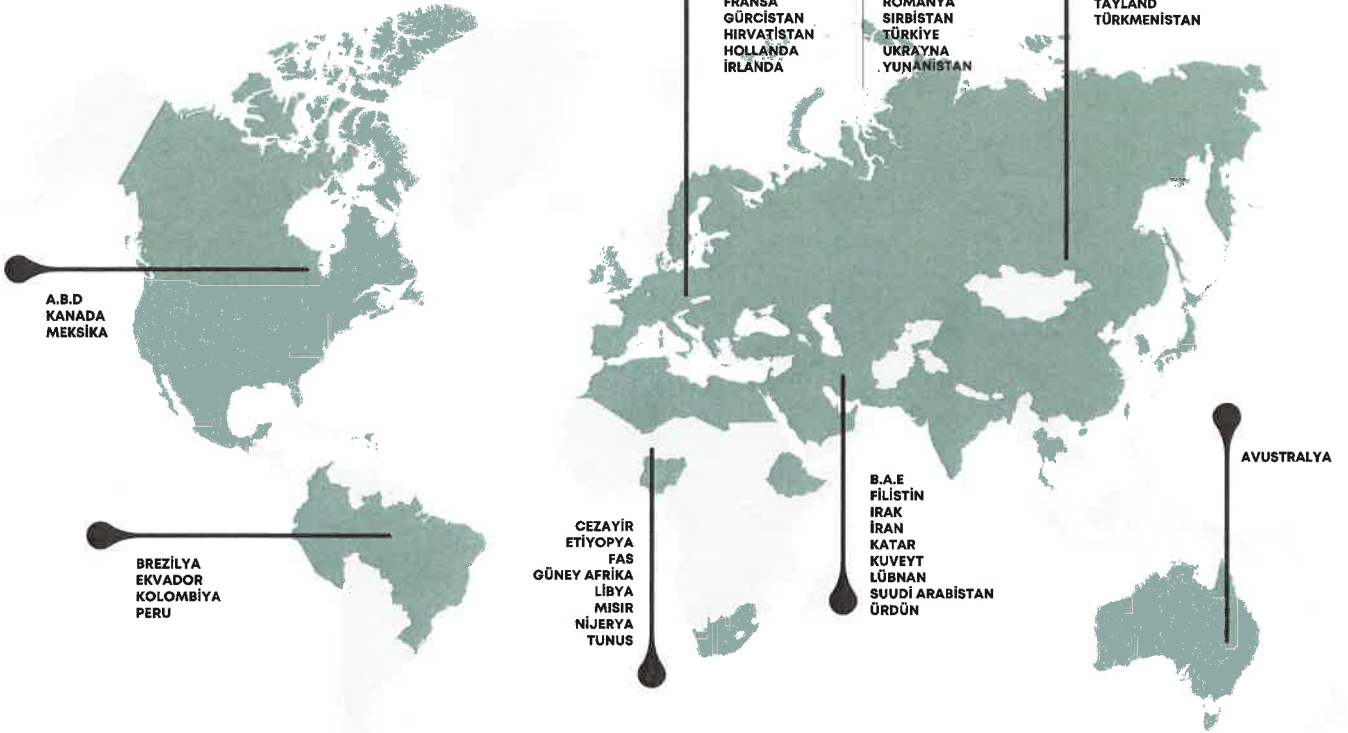 FRANSA
GÜRCİSTAN
HIRVATİSTAN
HOLLANDA
İRLANDA
ROMANYA
SIRBİSTAN
TÜRKİYE
UKRAYNA
YUNANİSTAN
TAYLAND
TÜRKMENİSTAN
A.B.D
KANADA
MEKSİKA
BREZİLYA
EKVADOR
KOLOMBİYA
PERU
CEZAYİR
ETİYOPYA
FAS
GÜNEY AFRİKA
LİBYA
MISIR
NİJERYA
TUNUS
B.A.E
FİLİSTİN
IRAK
İRAN
KATAR
KUVEYT
LÜBNAN
SUUDİ ARABİSTAN
ÜRDÜN
AVUSTRALYA